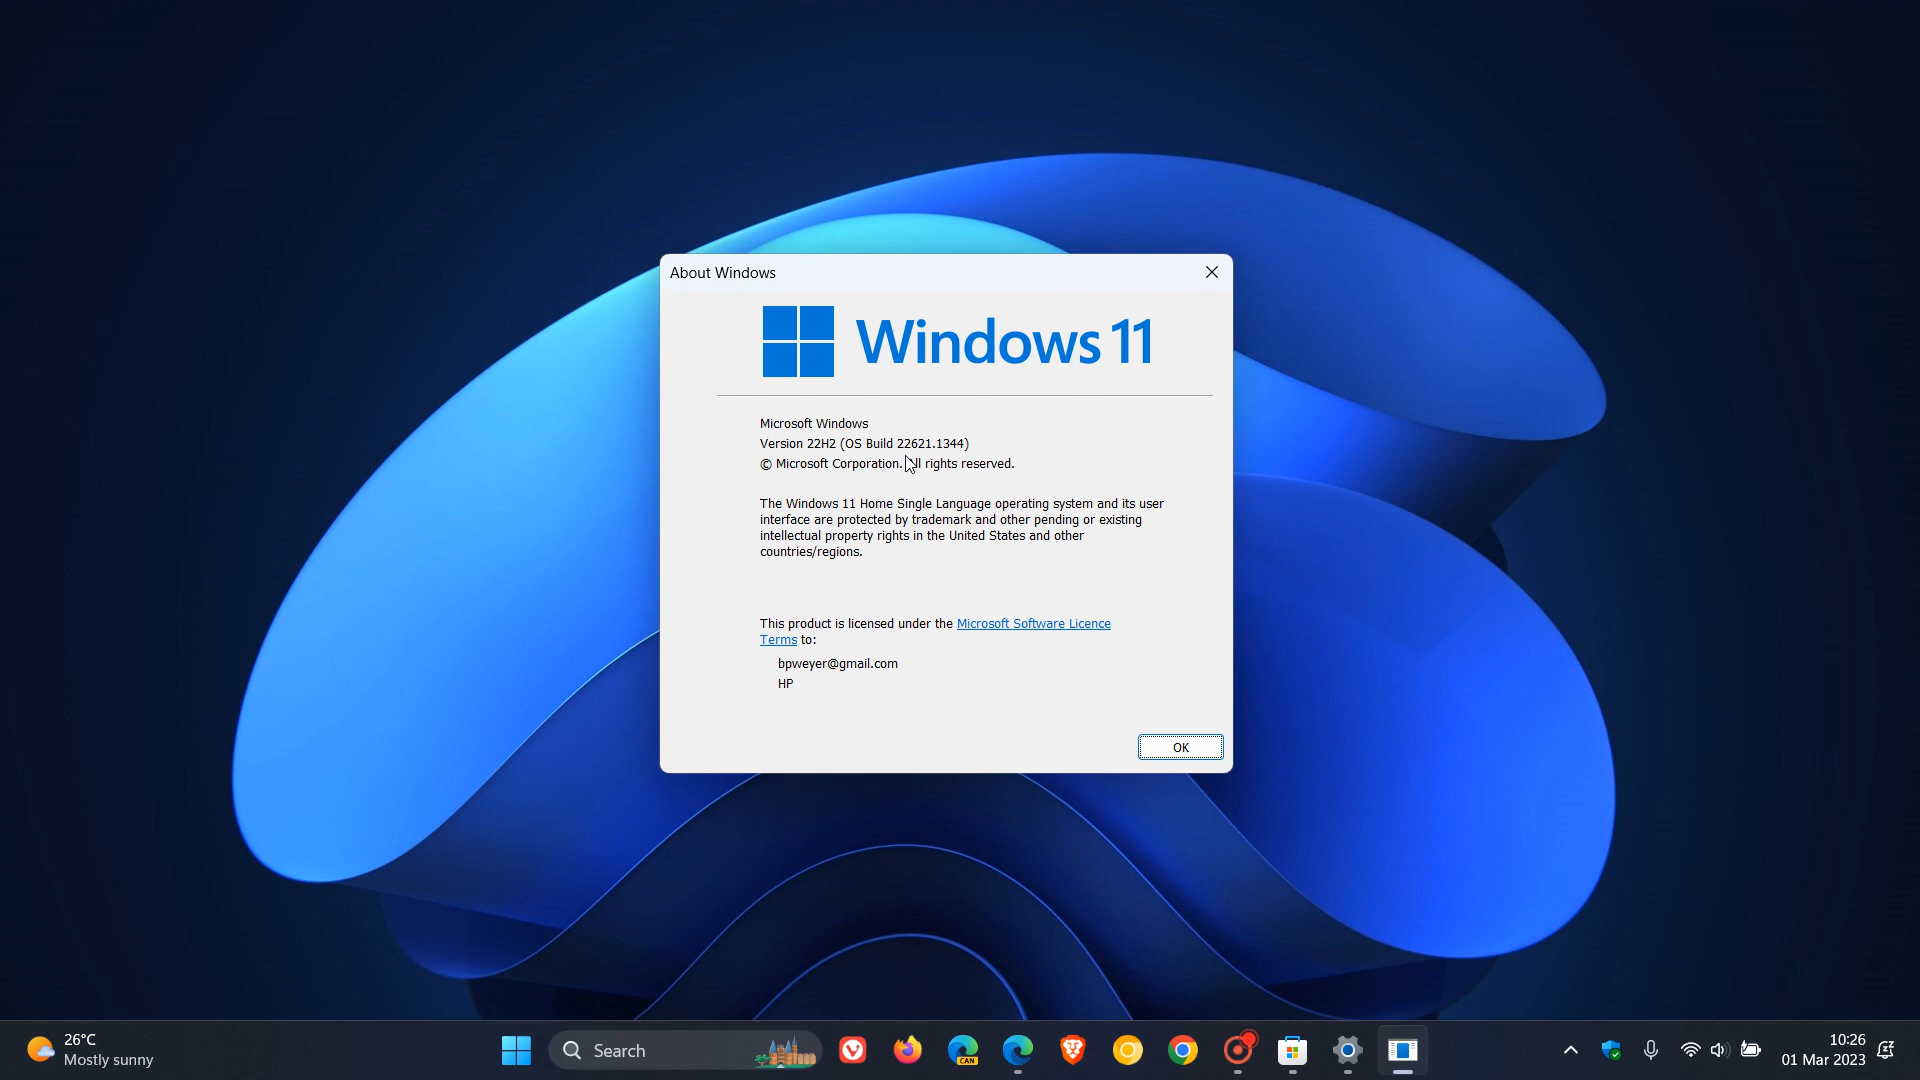 About Windows
Windows 11
Microsoft Windows
Version 22H2 (OS Build 22621.1344)
© Microsoft Corporation. All rights reserved.
The Windows 11 Home Single Language operating system and its user
interface are protected by trademark and other pending or existing
intellectual property rights in the United States and other
countries/regions.
This product is licensed under the Microsoft Software Licence
Terms to:
bpweyer@gmail.com
HP
OK
26°C
Mostly sunny
Search
CAN
10:26
01 Mar 2023